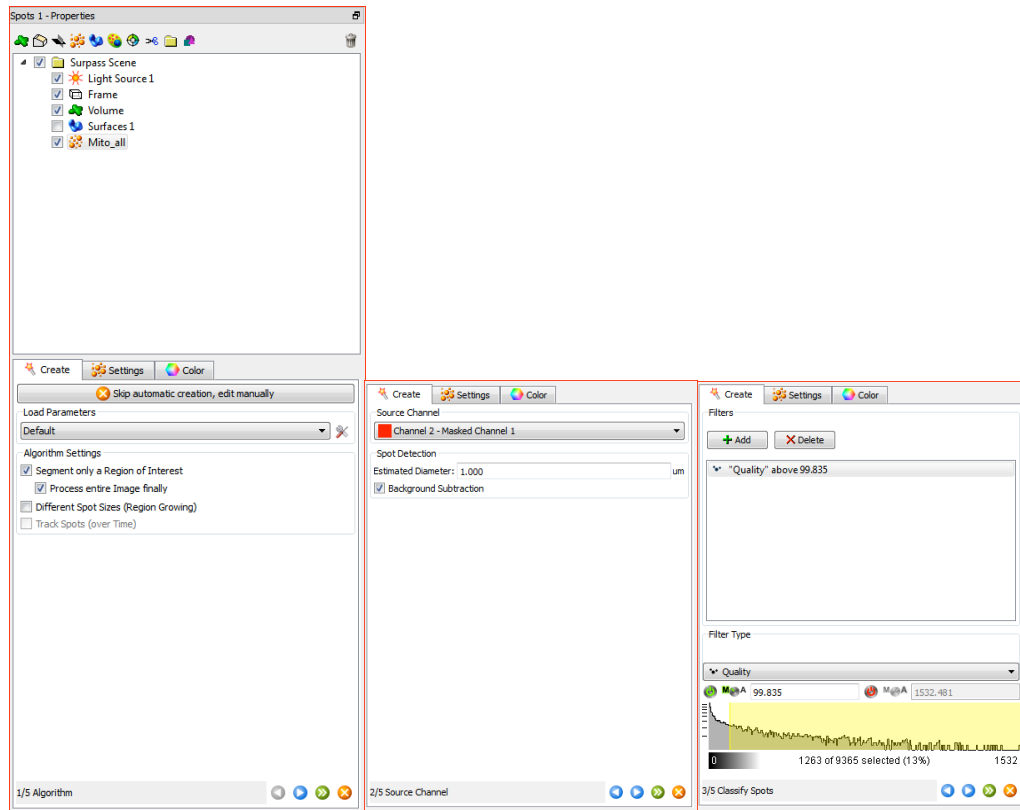 Spots 1 - Properties
Surpass Scene
Light Source 1
Frame
Volume
Surfaces 1
Mito_all
Create
Settings
Color
Skip automatic creation, edit manually
Load Parameters
Default
Algorithm Settings
Segment only a Region of Interest
Process entire Image finally
Different Spot Sizes (Region Growing)
Track Spots (over Time)
1/5 Algorithm
Create
Settings
Color
Source Channel
Channel 2 - Masked Channel 1
Spot Detection
Estimated Diameter: 1.000 um
Background Subtraction
2/5 Source Channel
Create
Settings
Color
Filters
Add
Delete
"Quality" above 99.835
Filter Type
Quality
M A 99.835 M A 1532.481
0 1263 of 9365 selected (13%) 1532
3/5 Classify Spots